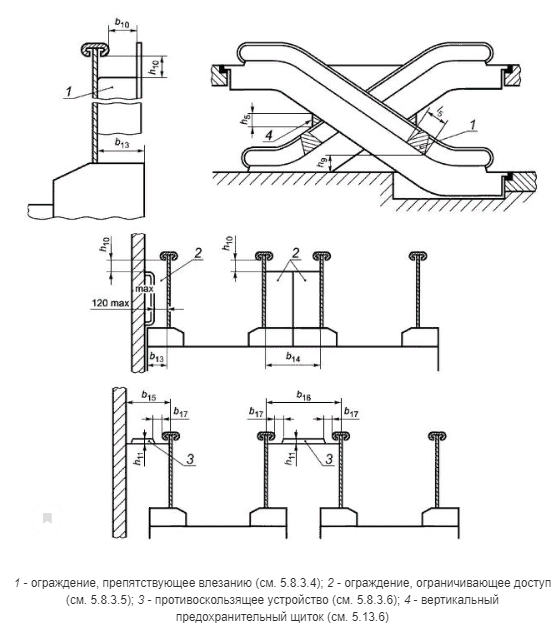 b10
h10
1
b13
h5
4
l5
1
h9
h10
2
h10
2
max
120 max
b13
b14
b15
b16
b17
b17
b17
h11
3
h11
3
1 - ограждение, препятствующее влезанию (см. 5.8.3.4); 2 - ограждение, ограничивающее доступ
(см. 5.8.3.5); 3 - противоскользящее устройство (см. 5.8.3.6); 4 - вертикальный
предохранительный щиток (см. 5.13.6)